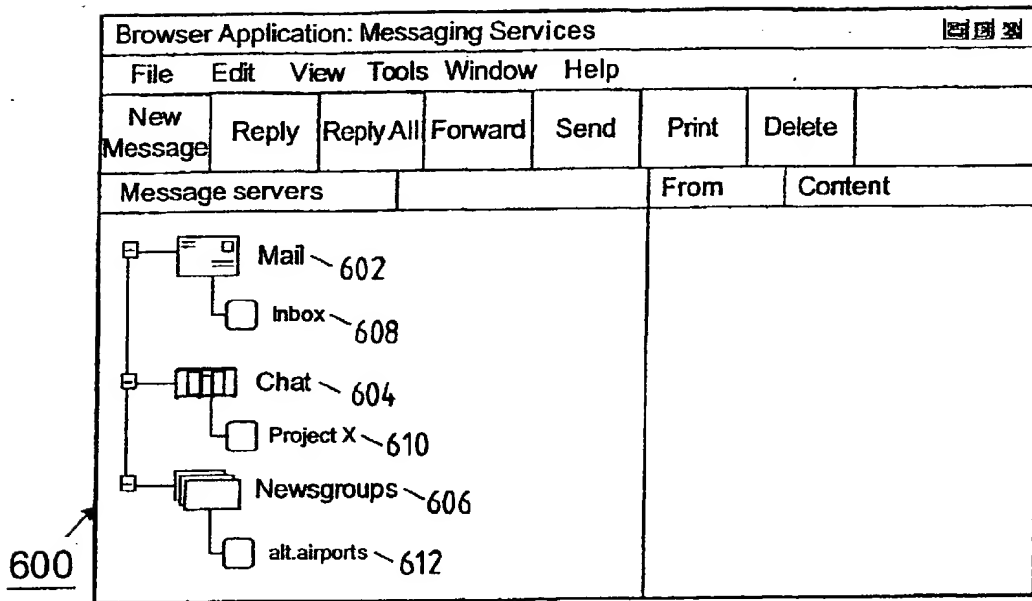 Browser Application: Messaging Services
File Edit View Tools Window Help
New Message Reply Reply All Forward Send Print Delete
Message servers From Content
Mail 602
Inbox 608
Chat 604
Project X 610
Newsgroups 606
alt.airports 612
600